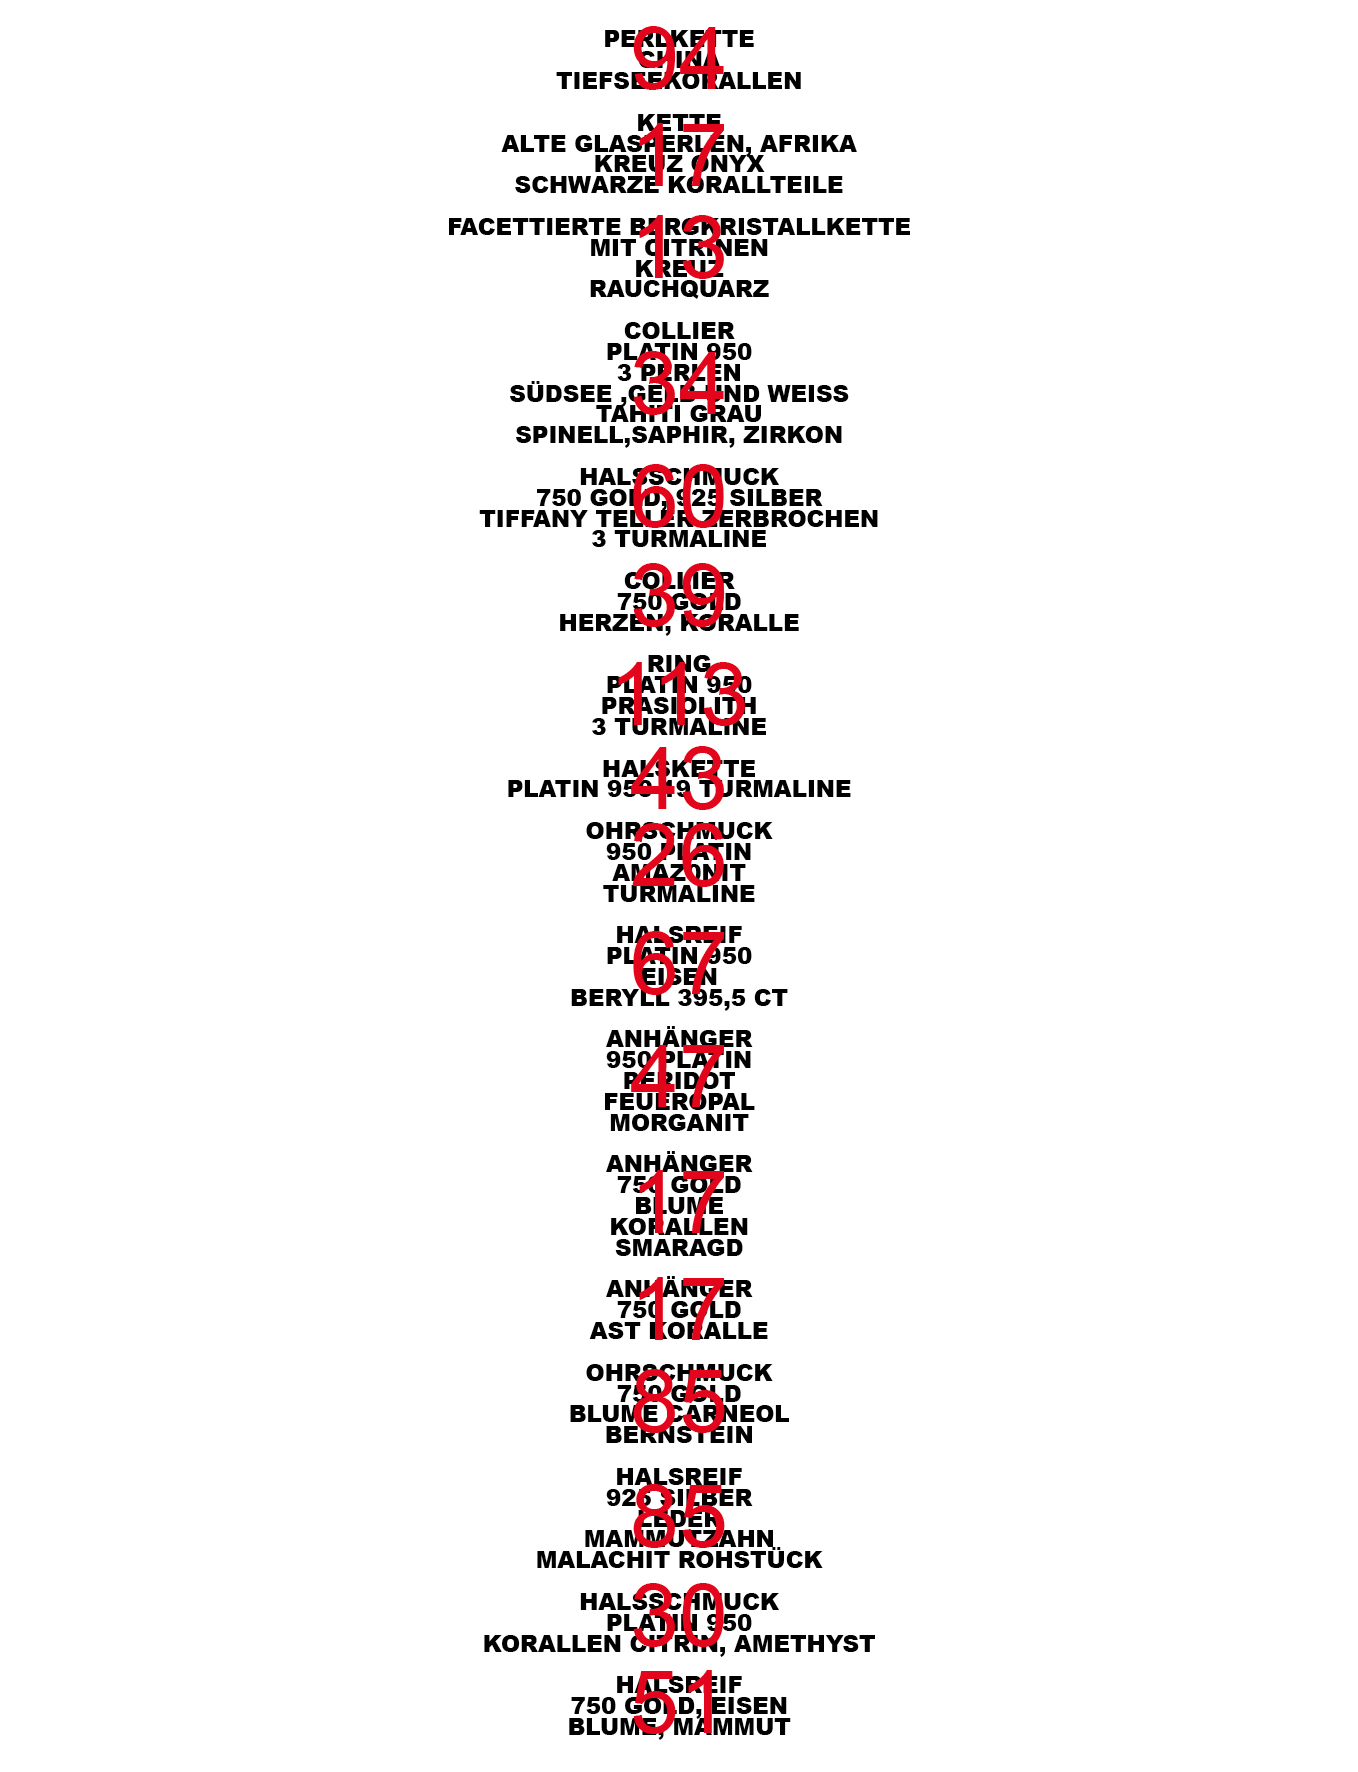 PERLKETTE
CHINA
TIEFSEEKORALLEN
94
KETTE
ALTE GLASPERLEN, AFRIKA
KREUZ ONYX
SCHWARZE KORALLTEILE
17
FACETTIERTE BERGKRISTALLKETTE
MIT CITRINEN
KREUZ
RAUCHQUARZ
13
COLLIER
PLATIN 950
3 PERLEN
SÜDSEE ,GELB UND WEISS
TAHITI GRAU
SPINELL,SAPHIR, ZIRKON
34
HALSSCHMUCK
750 GOLD, 925 SILBER
TIFFANY TELLER ZERBROCHEN
3 TURMALINE
60
COLLIER
750 GOLD
HERZEN, KORALLE
39
RING
PLATIN 950
PRASIOLITH
3 TURMALINE
113
HALSKETTE
PLATIN 950 19 TURMALINE
43
OHRSCHMUCK
950 PLATIN
AMAZONIT
TURMALINE
26
HALSREIF
PLATIN 950
EISEN
BERYLL 395,5 CT
67
ANHÄNGER
950 PLATIN
PERIDOT
FEUEROPAL
MORGANIT
47
ANHÄNGER
750 GOLD
BLUME
KORALLEN
SMARAGD
17
ANHÄNGER
750 GOLD
AST KORALLE
17
OHRSCHMUCK
750 GOLD
BLUME CARNEOL
BERNSTEIN
85
HALSREIF
925 SILBER
LEDER
MAMMUTZAHN
MALACHIT ROHSTÜCK
85
HALSSCHMUCK
PLATIN 950
KORALLEN CITRIN, AMETHYST
30
HALSREIF
750 GOLD, EISEN
BLUME, MAMMUT
51